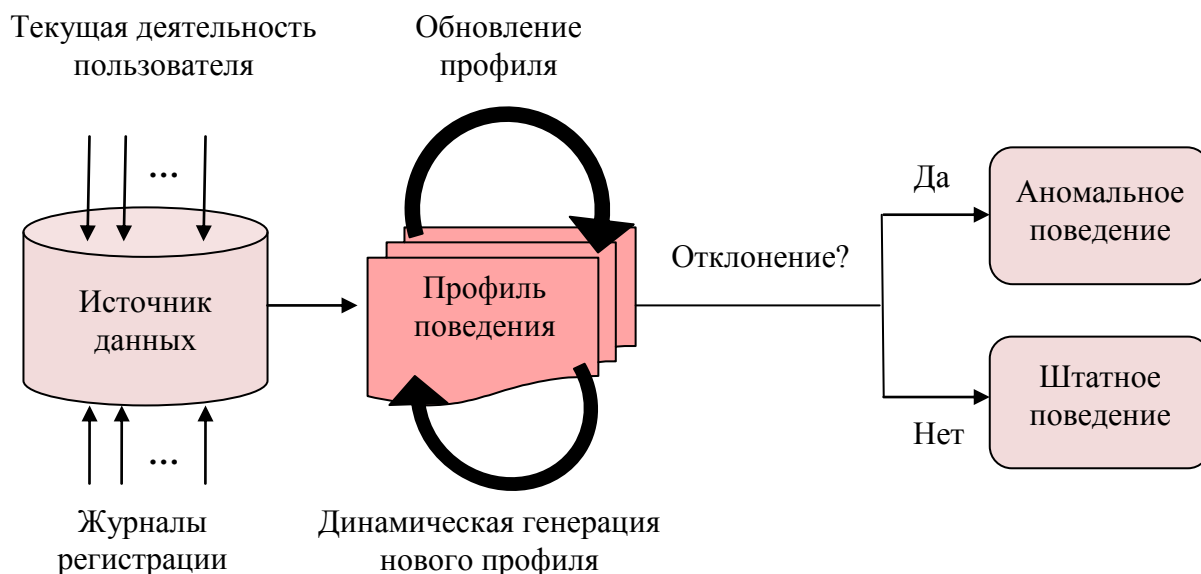 Текущая деятельность
пользователя
Обновление
профиля
...
Источник
данных
...
Журналы
регистрации
Профиль
поведения
Динамическая генерация
нового профиля
Отклонение?
Да
Аномальное
поведение
Нет
Штатное
поведение